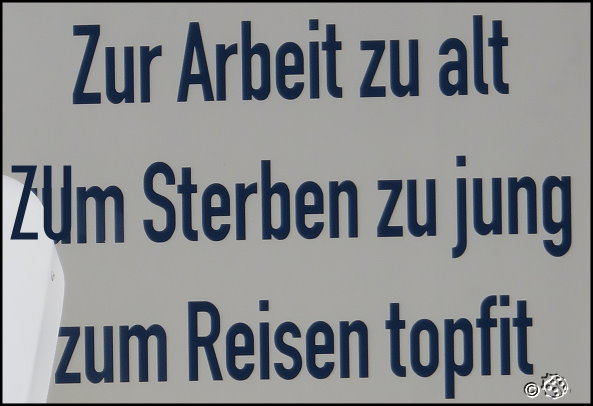 Zur Arbeit zu alt
ZUm Sterben zu jung
zum Reisen topfit
©